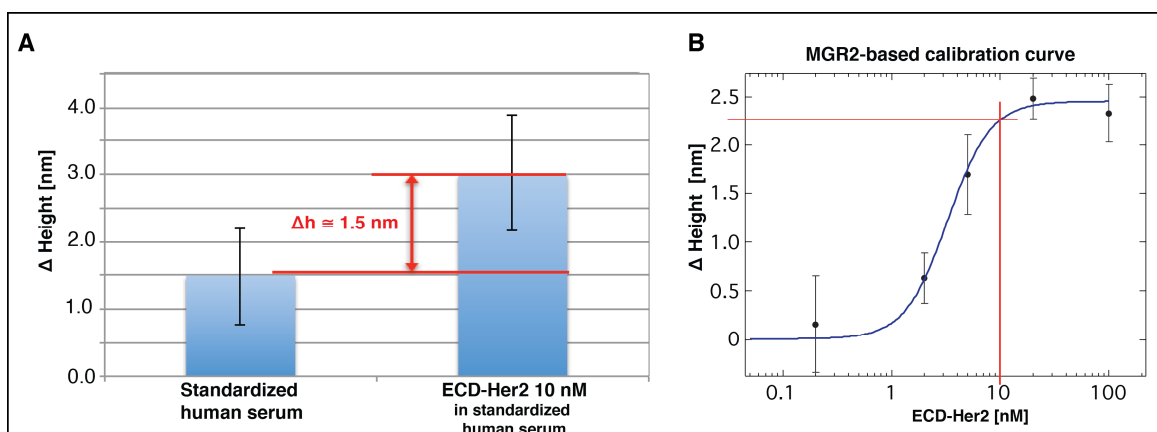 A
Δ Height [nm]
4.0
3.0
2.0
1.0
0.0
Δh ≅ 1.5 nm
Standardized
human serum
ECD-Her2 10 nM
in standardized
human serum
B
MGR2-based calibration curve
Δ Height [nm]
2.5
2.0
1.5
1.0
0.5
0
0.1
1
10
100
ECD-Her2 [nM]